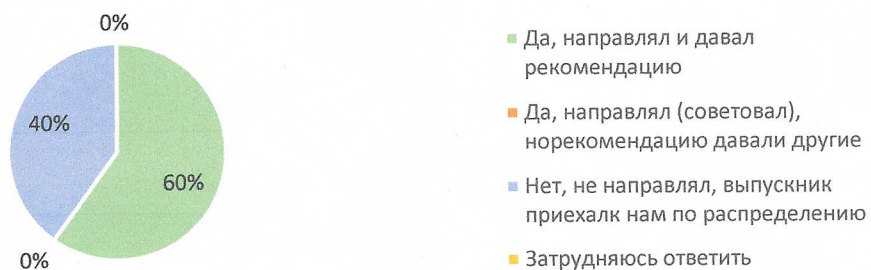 0%
40%
60%
0%
Да, направлял и давал
рекомендацию
Да, направлял (советовал),
норекомендацию давали другие
Нет, не направлял, выпускник
приехалк нам по распределению
Затрудняюсь ответить